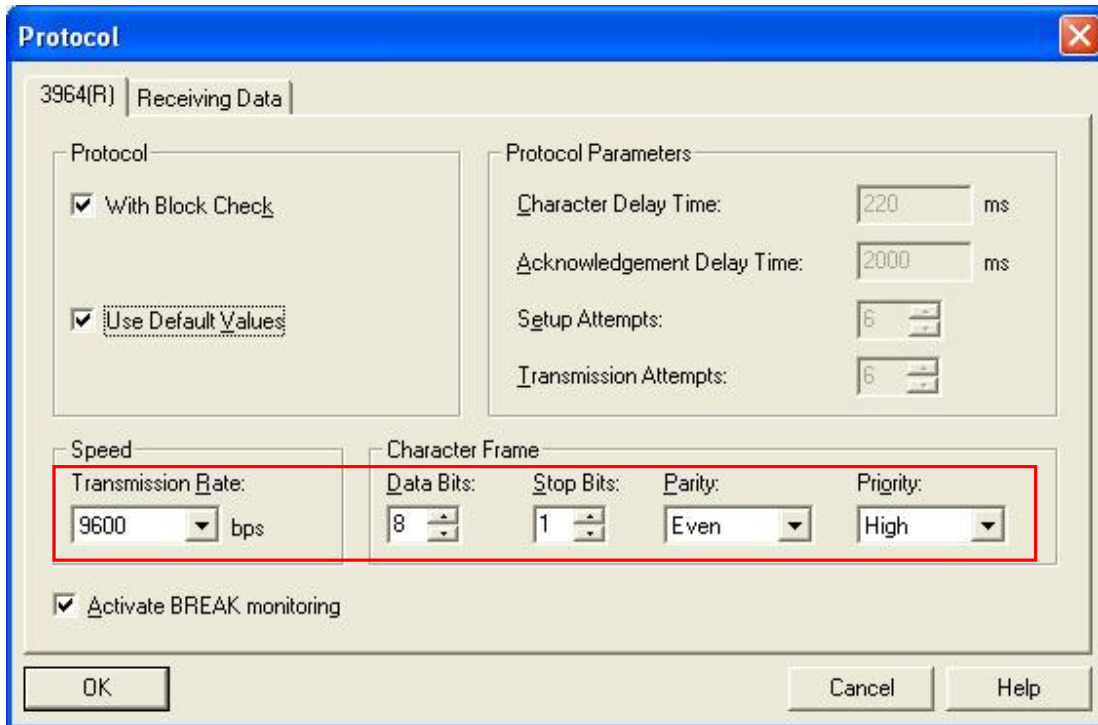 Protocol
3964(R) Receiving Data
Protocol
With Block Check
Use Default Values
Protocol Parameters
Character Delay Time: 220 ms
Acknowledgement Delay Time: 2000 ms
Setup Attempts: 6
Transmission Attempts: 6
Speed
Transmission Rate:
9600 bps
Character Frame
Data Bits: Stop Bits: Parity: Priority:
8 1 Even High
Activate BREAK monitoring
OK Cancel Help